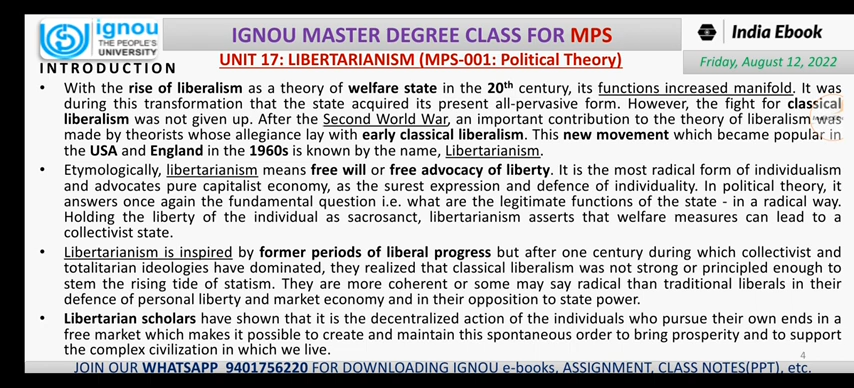 ignou
THE PEOPLE'S
UNIVERSITY
IGNOU MASTER DEGREE CLASS FOR MPS
India Ebook
UNIT 17: LIBERTARIANISM (MPS-001: Political Theory)
Friday, August 12, 2022
INTRODUCTION
• With the rise of liberalism as a theory of welfare state in the 20th century, its functions increased manifold. It was
during this transformation that the state acquired its present all-pervasive form. However, the fight for classical
liberalism was not given up. After the Second World War, an important contribution to the theory of liberalism was
made by theorists whose allegiance lay with early classical liberalism. This new movement which became popular in
the USA and England in the 1960s is known by the name, Libertarianism.
• Etymologically, libertarianism means free will or free advocacy of liberty. It is the most radical form of individualism
and advocates pure capitalist economy, as the surest expression and defence of individuality. In political theory, it
answers once again the fundamental question i.e. what are the legitimate functions of the state - in a radical way.
Holding the liberty of the individual as sacrosanct, libertarianism asserts that welfare measures can lead to a
collectivist state.
• Libertarianism is inspired by former periods of liberal progress but after one century during which collectivist and
totalitarian ideologies have dominated, they realized that classical liberalism was not strong or principled enough to
stem the rising tide of statism. They are more coherent or some may say radical than traditional liberals in their
defence of personal liberty and market economy and in their opposition to state power.
• Libertarian scholars have shown that it is the decentralized action of the individuals who pursue their own ends in a
free market which makes it possible to create and maintain this spontaneous order to bring prosperity and to support
the complex civilization in which we live.
4
JOIN OUR WHATSAPP 9401756220 FOR DOWNLOADING IGNOU e-books, ASSIGNMENT, CLASS NOTES(PPT), etc.